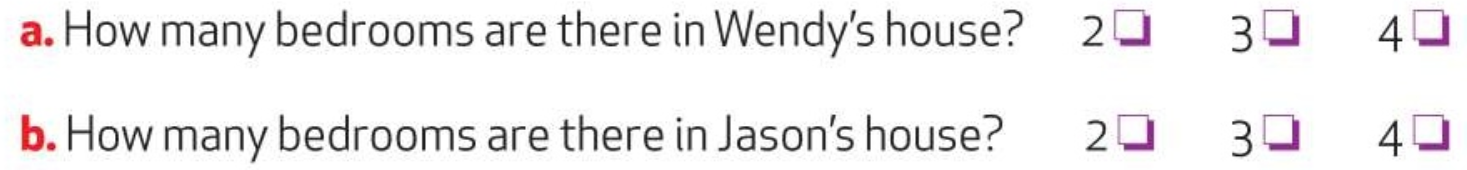 a. How many bedrooms are there in Wendy's house? 2 ❑ 3 ❑ 4 ❑
b. How many bedrooms are there in Jason's house? 2 ❑ 3 ❑ 4 ❑